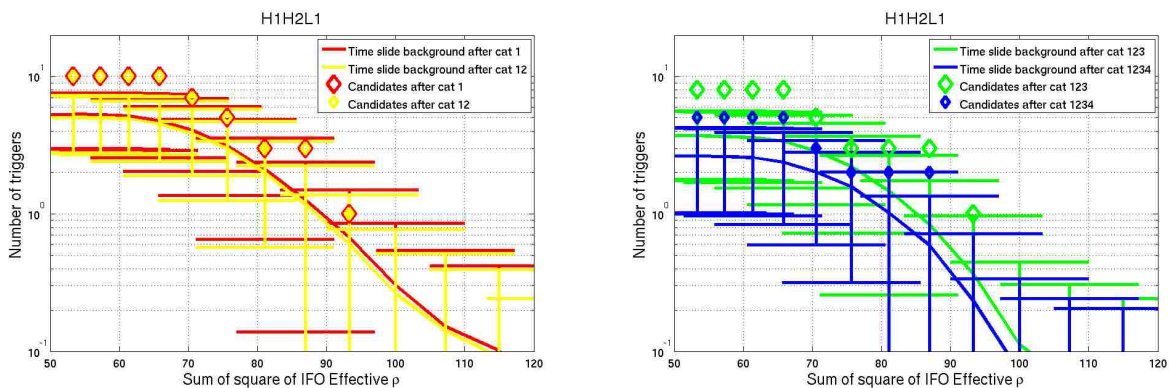 H1H2L1
Number of triggers
10^1
10^0
10^-1
50 60 70 80 90 100 110 120
Sum of square of IFO Effective ρ
Time slide background after cat 1
Time slide background after cat 12
Candidates after cat 1
Candidates after cat 12
H1H2L1
Number of triggers
10^1
10^0
10^-1
50 60 70 80 90 100 110 120
Sum of square of IFO Effective ρ
Time slide background after cat 123
Time slide background after cat 1234
Candidates after cat 123
Candidates after cat 1234